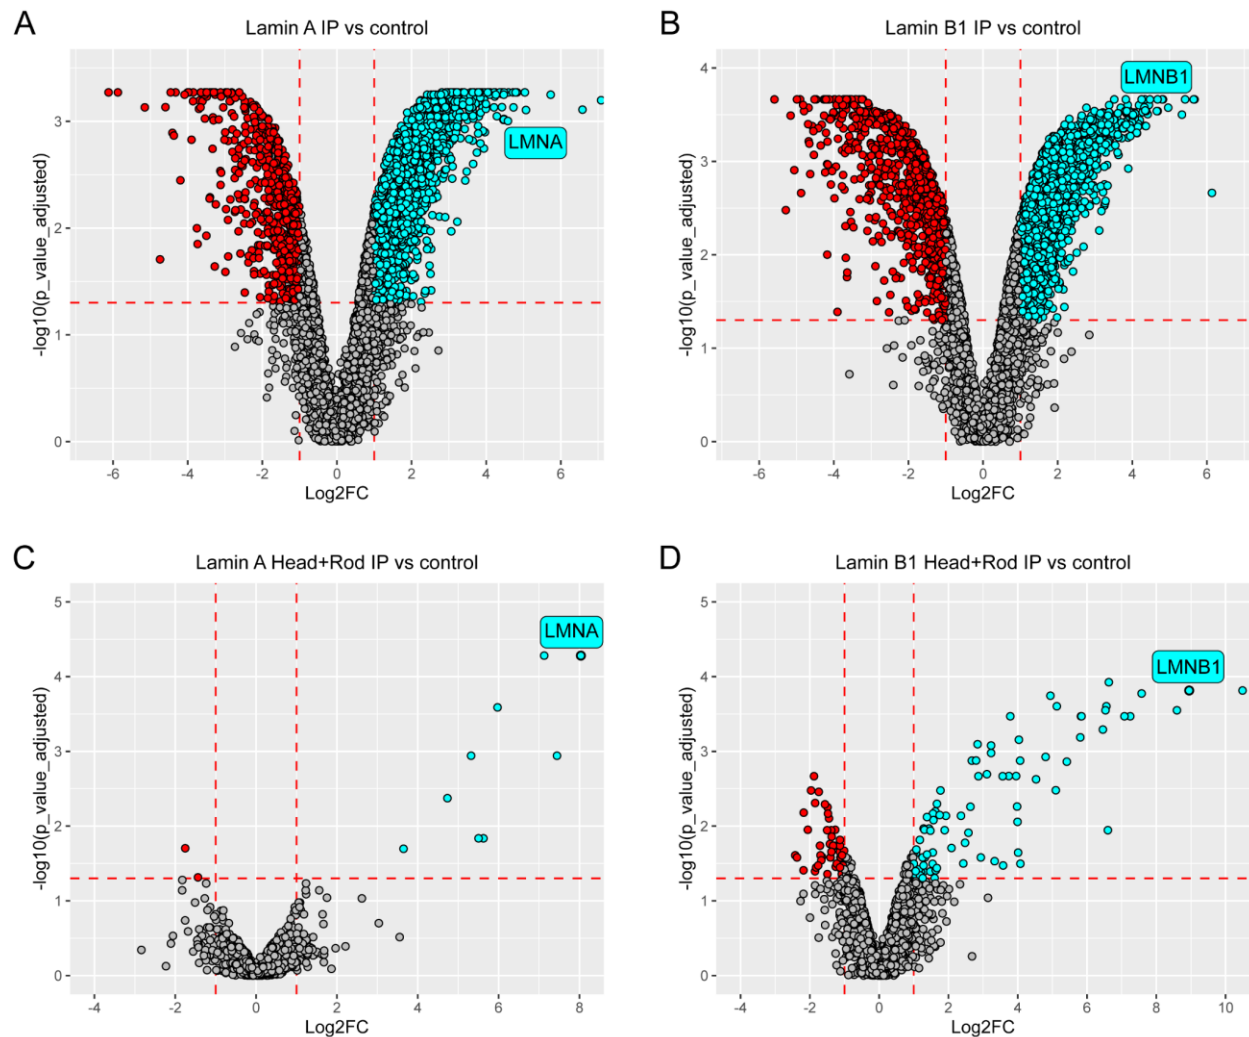 A
Lamin A IP vs control
LMNA
-log10(p_value_adjusted)
3
2
1
0
-6 -4 -2 0 2 4 6
Log2FC
B
Lamin B1 IP vs control
LMNB1
-log10(p_value_adjusted)
4
3
2
1
0
-6 -4 -2 0 2 4 6
Log2FC
C
Lamin A Head+Rod IP vs control
LMNA
-log10(p_value_adjusted)
5
4
3
2
1
0
-4 -2 0 2 4 6 8
Log2FC
D
Lamin B1 Head+Rod IP vs control
LMNB1
-log10(p_value_adjusted)
5
4
3
2
1
0
-4 -2 0 2 4 6 8 10
Log2FC